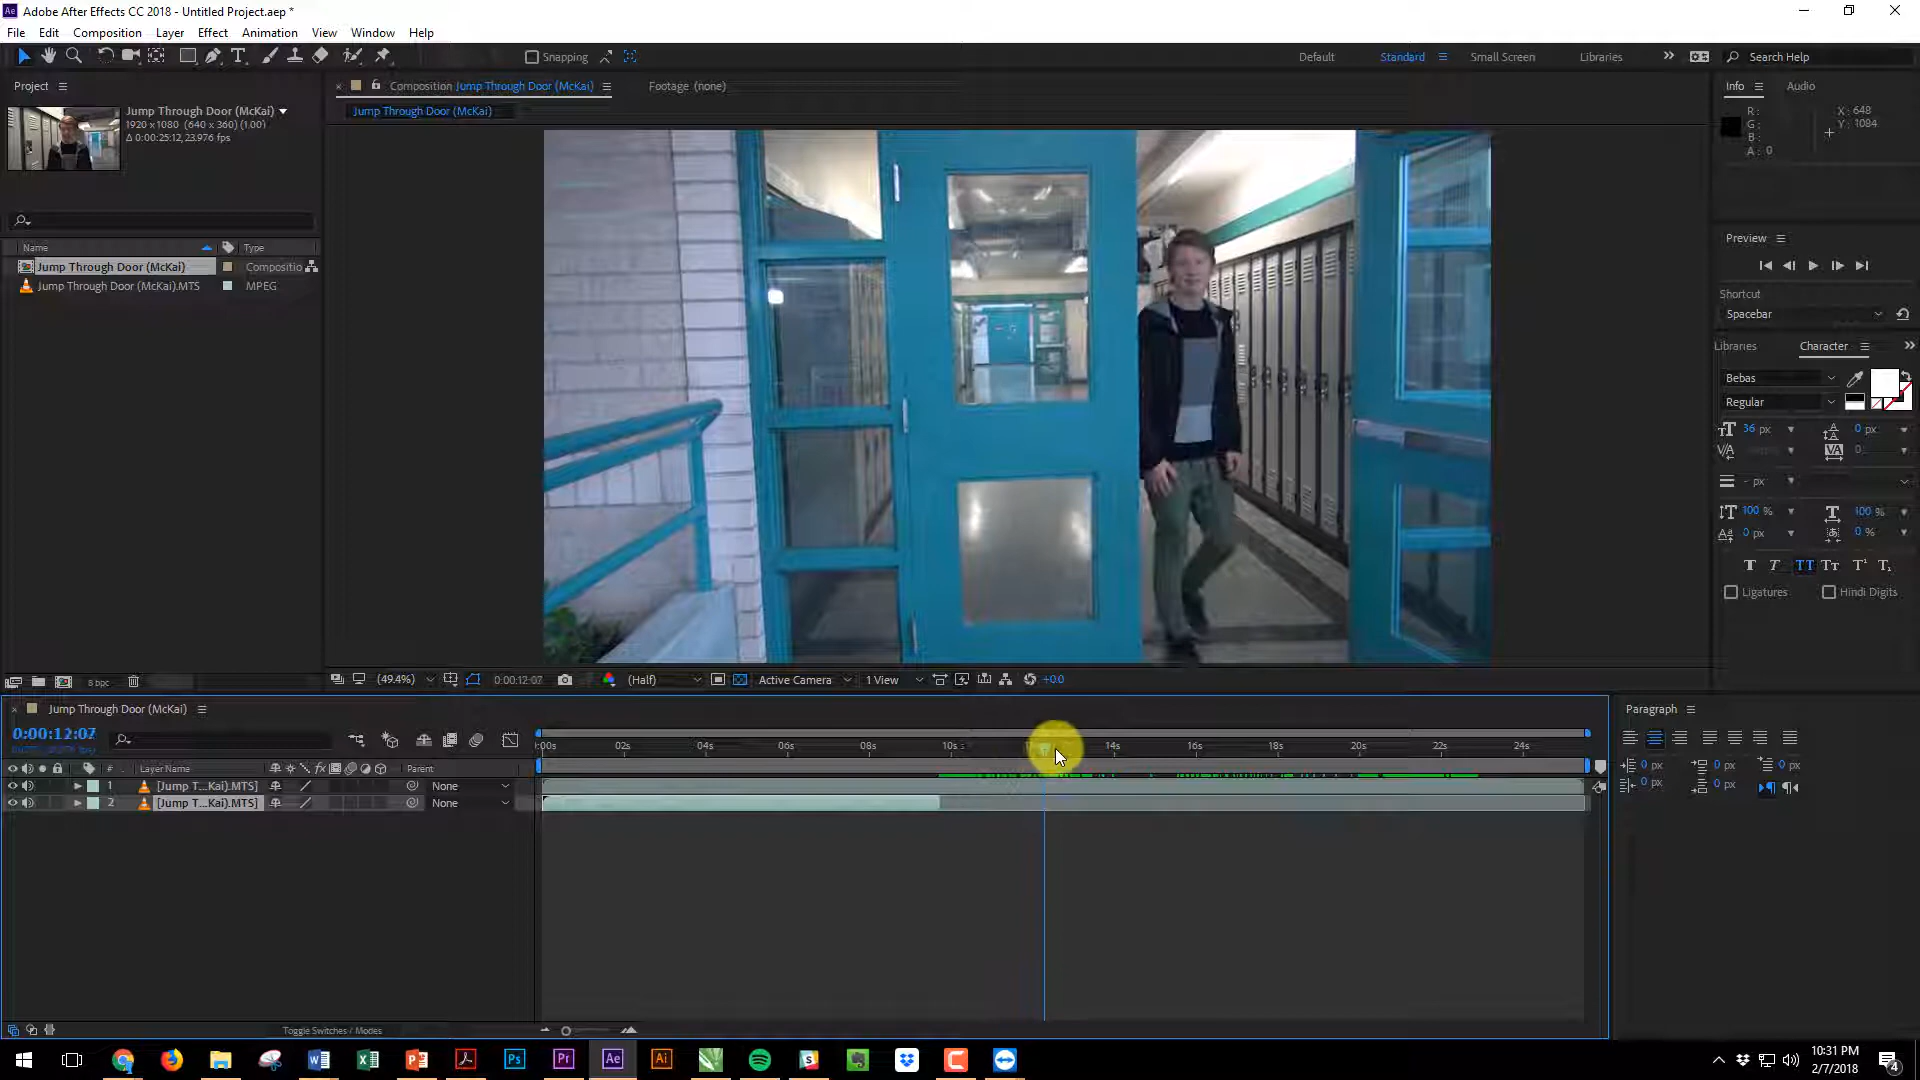 Adobe After Effects CC 2018 - Untitled Project.aep *
File Edit Composition Layer Effect Animation View Window Help
Snapping
Default Standard Small Screen Libraries Search Help
Project
Jump Through Door (McKai)
1920 x 1080 (640 x 360) (1.00)
Δ 0:00:25:12, 23.976 fps
Composition Jump Through Door (McKai)
Footage (none)
Jump Through Door (McKai)
Info Audio
R:
G:
B:
A: 0
X: 648
Y: 1084
Name Type
Jump Through Door (McKai) Compositio
Jump Through Door (McKai).MTS MPEG
Preview
Shortcut
Spacebar
Libraries Character
Bebas
Regular
36 px 0 px
0
- px
100 % 100 %
0 px 0 %
Ligatures Hindi Digits
8 bpc
(49.4%) 0:00:12:07 (Half) Active Camera 1 View +0.0
Jump Through Door (McKai)
0:00:12:07
:00s 02s 04s 06s 08s 10s 14s 16s 18s 20s 22s 24s
# Layer Name Parent
1 [Jump T...Kai).MTS] None
2 [Jump T...Kai).MTS] None
Paragraph
0 px 0 px 0 px
0 px 0 px
Toggle Switches / Modes
10:31 PM
2/7/2018
4